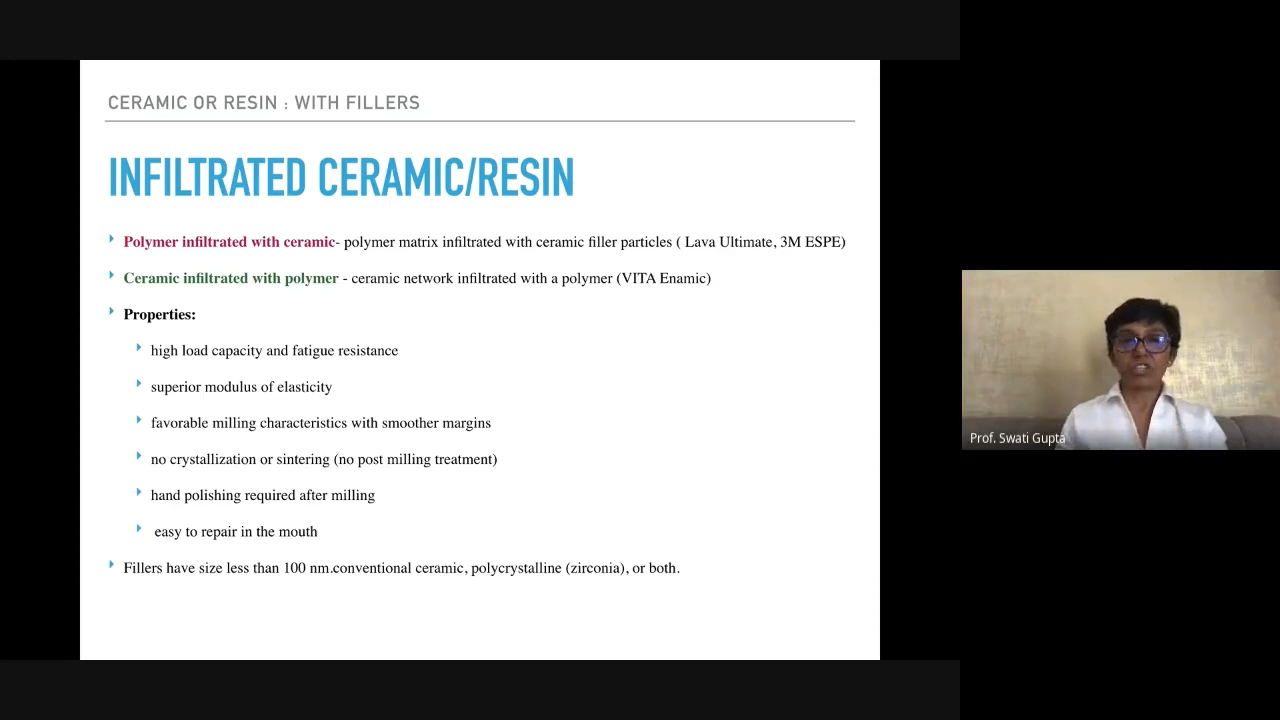 CERAMIC OR RESIN : WITH FILLERS
INFILTRATED CERAMIC/RESIN
Polymer infiltrated with ceramic- polymer matrix infiltrated with ceramic filler particles ( Lava Ultimate, 3M ESPE)
Ceramic infiltrated with polymer - ceramic network infiltrated with a polymer (VITA Enamic)
Properties:
high load capacity and fatigue resistance
superior modulus of elasticity
favorable milling characteristics with smoother margins
no crystallization or sintering (no post milling treatment)
hand polishing required after milling
easy to repair in the mouth
Fillers have size less than 100 nm.conventional ceramic, polycrystalline (zirconia), or both.
Prof. Swati Gupta